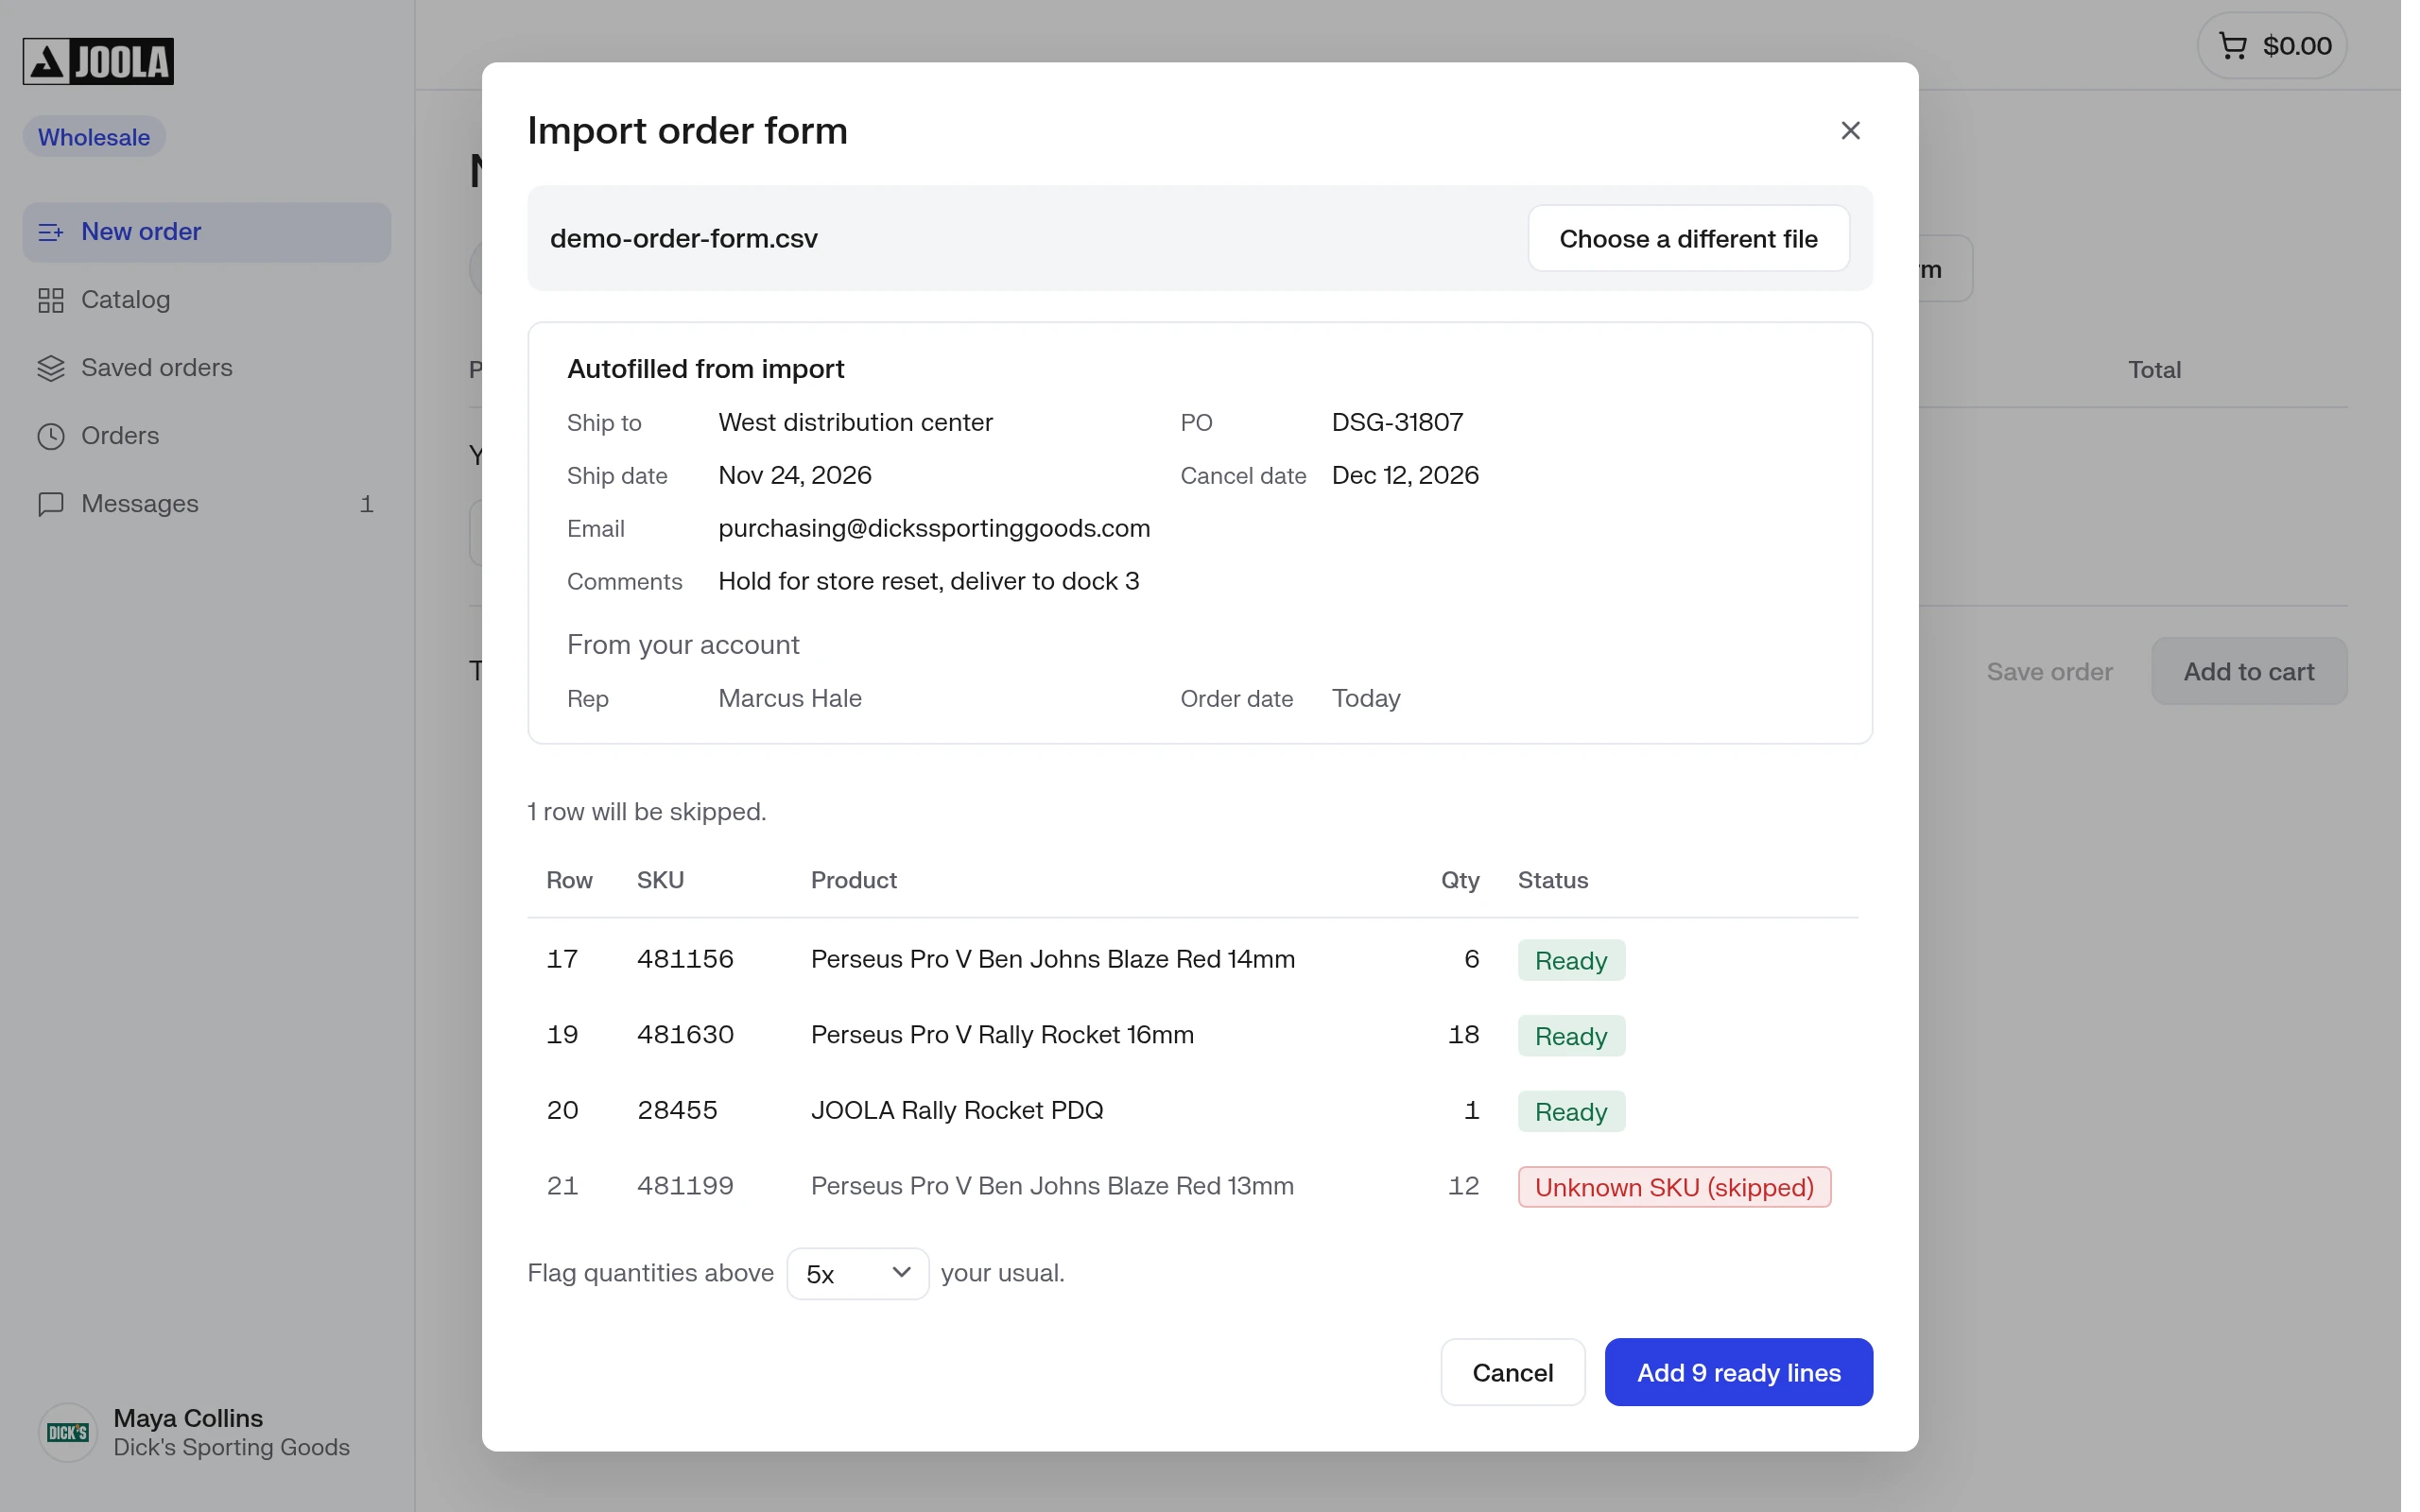 JOOLA
$0.00
Wholesale
New order
Catalog
Saved orders
Orders
Messages 1
Maya Collins
DICK'S
Dick's Sporting Goods
Total
Save order
Add to cart
Import order form
demo-order-form.csv
Choose a different file
Autofilled from import
Ship to West distribution center PO DSG-31807
Ship date Nov 24, 2026 Cancel date Dec 12, 2026
Email purchasing@dickssportinggoods.com
Comments Hold for store reset, deliver to dock 3
From your account
Rep Marcus Hale Order date Today
1 row will be skipped.
Row SKU Product Qty Status
17 481156 Perseus Pro V Ben Johns Blaze Red 14mm 6 Ready
19 481630 Perseus Pro V Rally Rocket 16mm 18 Ready
20 28455 JOOLA Rally Rocket PDQ 1 Ready
21 481199 Perseus Pro V Ben Johns Blaze Red 13mm 12 Unknown SKU (skipped)
Flag quantities above 5x your usual.
Cancel
Add 9 ready lines